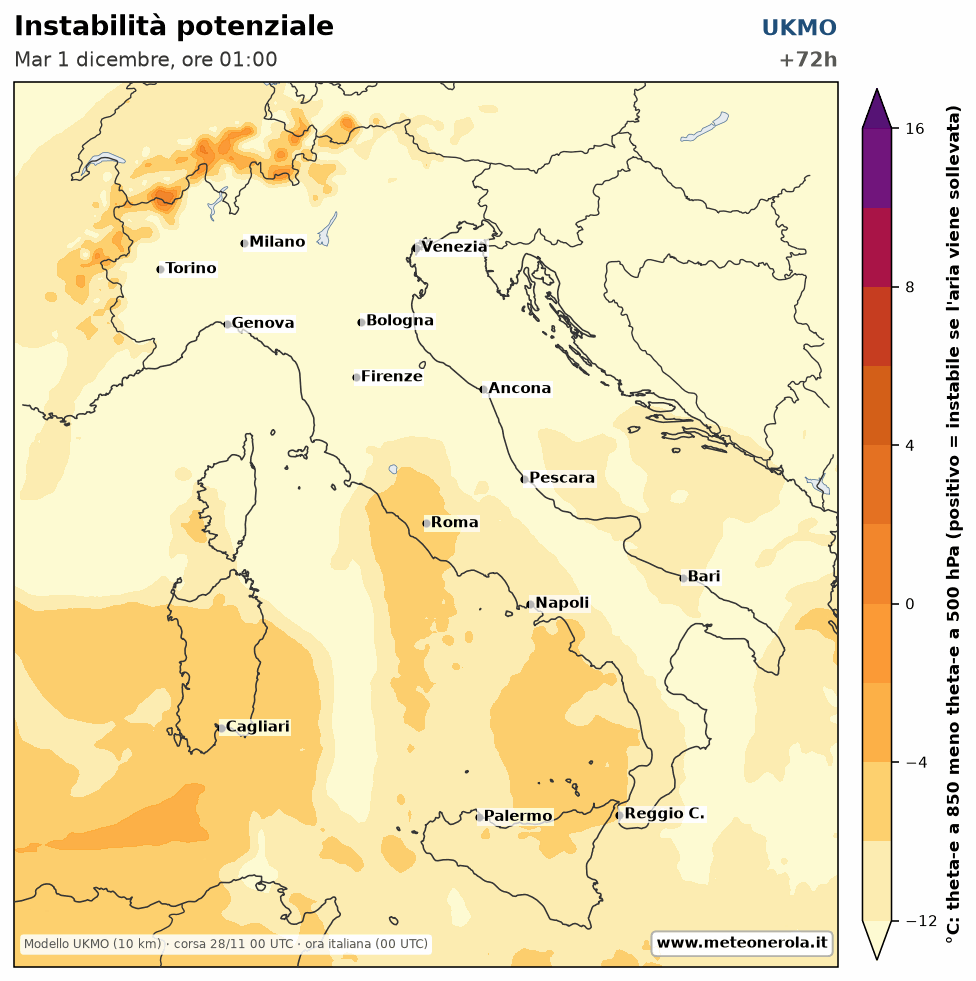 Instabilità potenziale
UKMO
Mar 1 dicembre, ore 01:00
+72h
16
8
4
0
−4
−12
°C: theta-e a 850 meno theta-e a 500 hPa (positivo = instabile se l'aria viene sollevata)
Milano
Venezia
Torino
Genova
Bologna
Firenze
Ancona
Pescara
Roma
Bari
Napoli
Cagliari
Palermo
Reggio C.
Modello UKMO (10 km) · corsa 28/11 00 UTC · ora italiana (00 UTC)
www.meteonerola.it